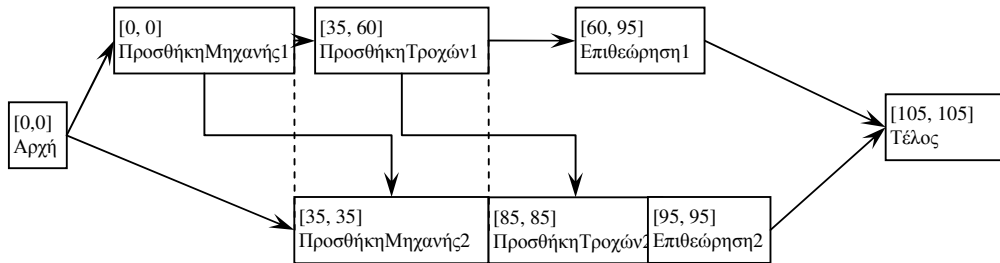 [0, 0]
ΠροσθήκηΜηχανής1
[35, 60]
ΠροσθήκηΤροχών1
[60, 95]
Επιθεώρηση1
[0,0]
Αρχή
[105, 105]
Τέλος
[35, 35]
ΠροσθήκηΜηχανής2
[85, 85]
ΠροσθήκηΤροχών2
[95, 95]
Επιθεώρηση2